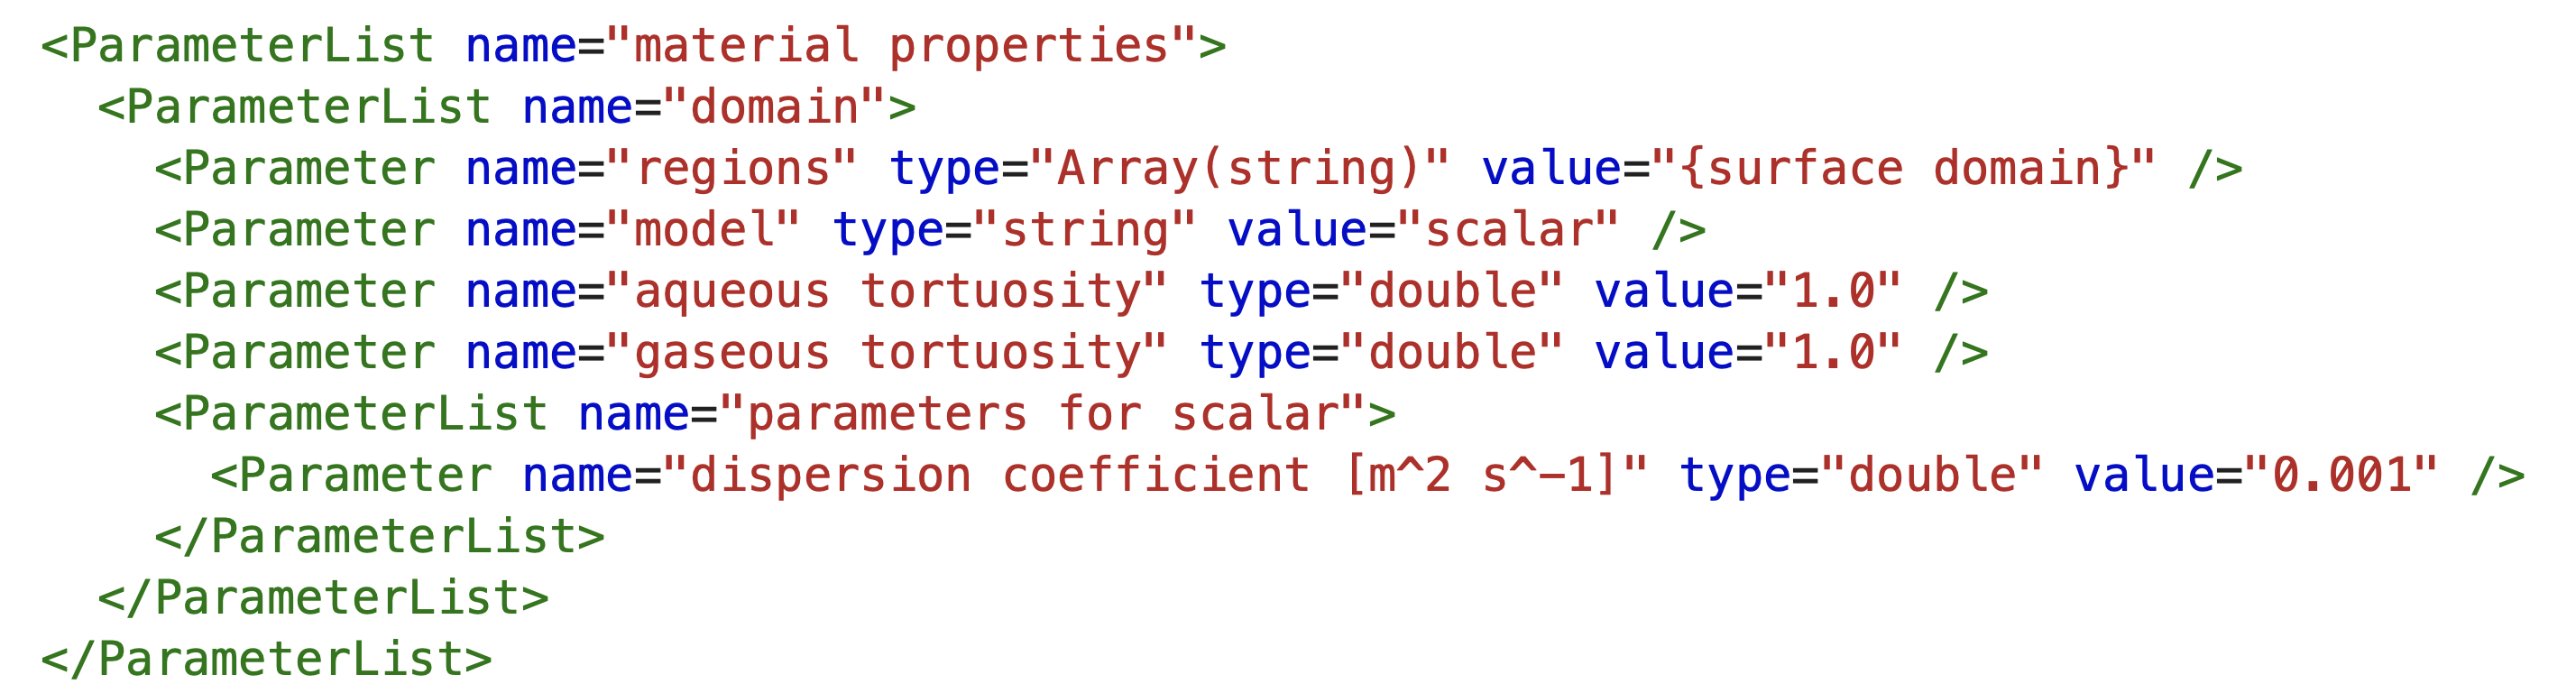 <ParameterList name="material properties">
  <ParameterList name="domain">
    <Parameter name="regions" type="Array(string)" value="{surface domain}" />
    <Parameter name="model" type="string" value="scalar" />
    <Parameter name="aqueous tortuosity" type="double" value="1.0" />
    <Parameter name="gaseous tortuosity" type="double" value="1.0" />
    <ParameterList name="parameters for scalar">
      <Parameter name="dispersion coefficient [m^2 s^-1]" type="double" value="0.001" />
    </ParameterList>
  </ParameterList>
</ParameterList>